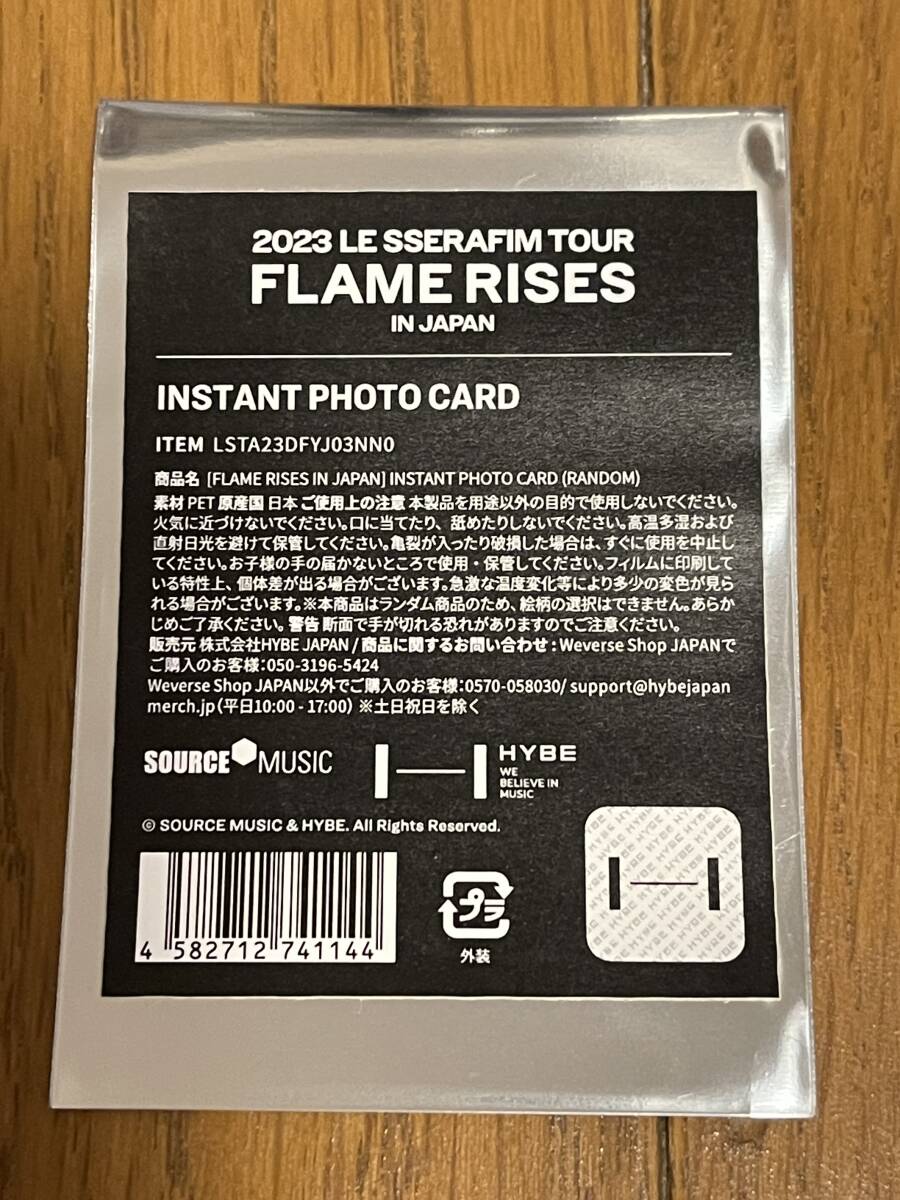 2023 LE SSERAFIM TOUR
FLAME RISES
IN JAPAN
INSTANT PHOTO CARD
ITEM LSTA23DFYJ03NN0
商品名 [FLAME RISES IN JAPAN] INSTANT PHOTO CARD (RANDOM)
素材 PET 原産国 日本 ご使用上の注意 本製品を用途以外の目的で使用しないでください。
火気に近づけないでください。口に当てたり、舐めたりしないでください。高温多湿および
直射日光を避けて保管してください。亀裂が入ったり破損した場合は、すぐに使用を中止し
てください。お子様の手の届かないところで使用・保管してください。フィルムに印刷して
いる特性上、個体差が出る場合がございます。急激な温度変化等により多少の変色が見ら
れる場合がございます。※本商品はランダム商品のため、絵柄の選択はできません。あらか
じめご了承ください。警告 断面で手が切れる恐れがありますのでご注意ください。
販売元 株式会社HYBE JAPAN / 商品に関するお問い合わせ : Weverse Shop JAPANで
ご購入のお客様:050-3196-5424
Weverse Shop JAPAN以外でご購入のお客様:0570-058030/ support@hybejapan
merch.jp（平日10:00 - 17:00） ※土日祝日を除く
SOURCE MUSIC
HYBE
WE
BELIEVE IN
MUSIC
© SOURCE MUSIC & HYBE. All Rights Reserved.
4 582712 741144
プラ
外装
HYBE HYBE HYBE